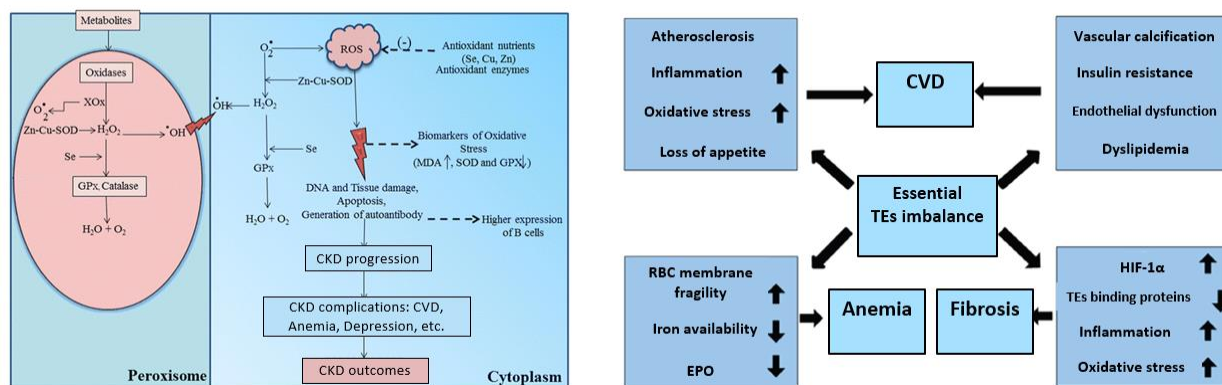 Metabolites
Oxidases
XOx
O₂•
Zn-Cu-SOD
H₂O₂
•OH
Se
GPx, Catalase
H₂O + O₂
Peroxisome
O₂•
ROS
(-)
Antioxidant nutrients
(Se, Cu, Zn)
Antioxidant enzymes
Zn-Cu-SOD
•OH
H₂O₂
Se
GPx
H₂O + O₂
Biomarkers of Oxidative
Stress
(MDA ↑, SOD and GPX↓)
DNA and Tissue damage,
Apoptosis,
Generation of autoantibody
Higher expression
of B cells
CKD progression
CKD complications: CVD,
Anemia, Depression, etc.
CKD outcomes
Cytoplasm
Atherosclerosis
Inflammation ↑
Oxidative stress ↑
Loss of appetite
CVD
Vascular calcification
Insulin resistance
Endothelial dysfunction
Dyslipidemia
Essential
TEs imbalance
RBC membrane
fragility ↑
Iron availability ↓
EPO ↓
Anemia
Fibrosis
HIF-1α ↑
TEs binding proteins ↓
Inflammation ↑
Oxidative stress ↑